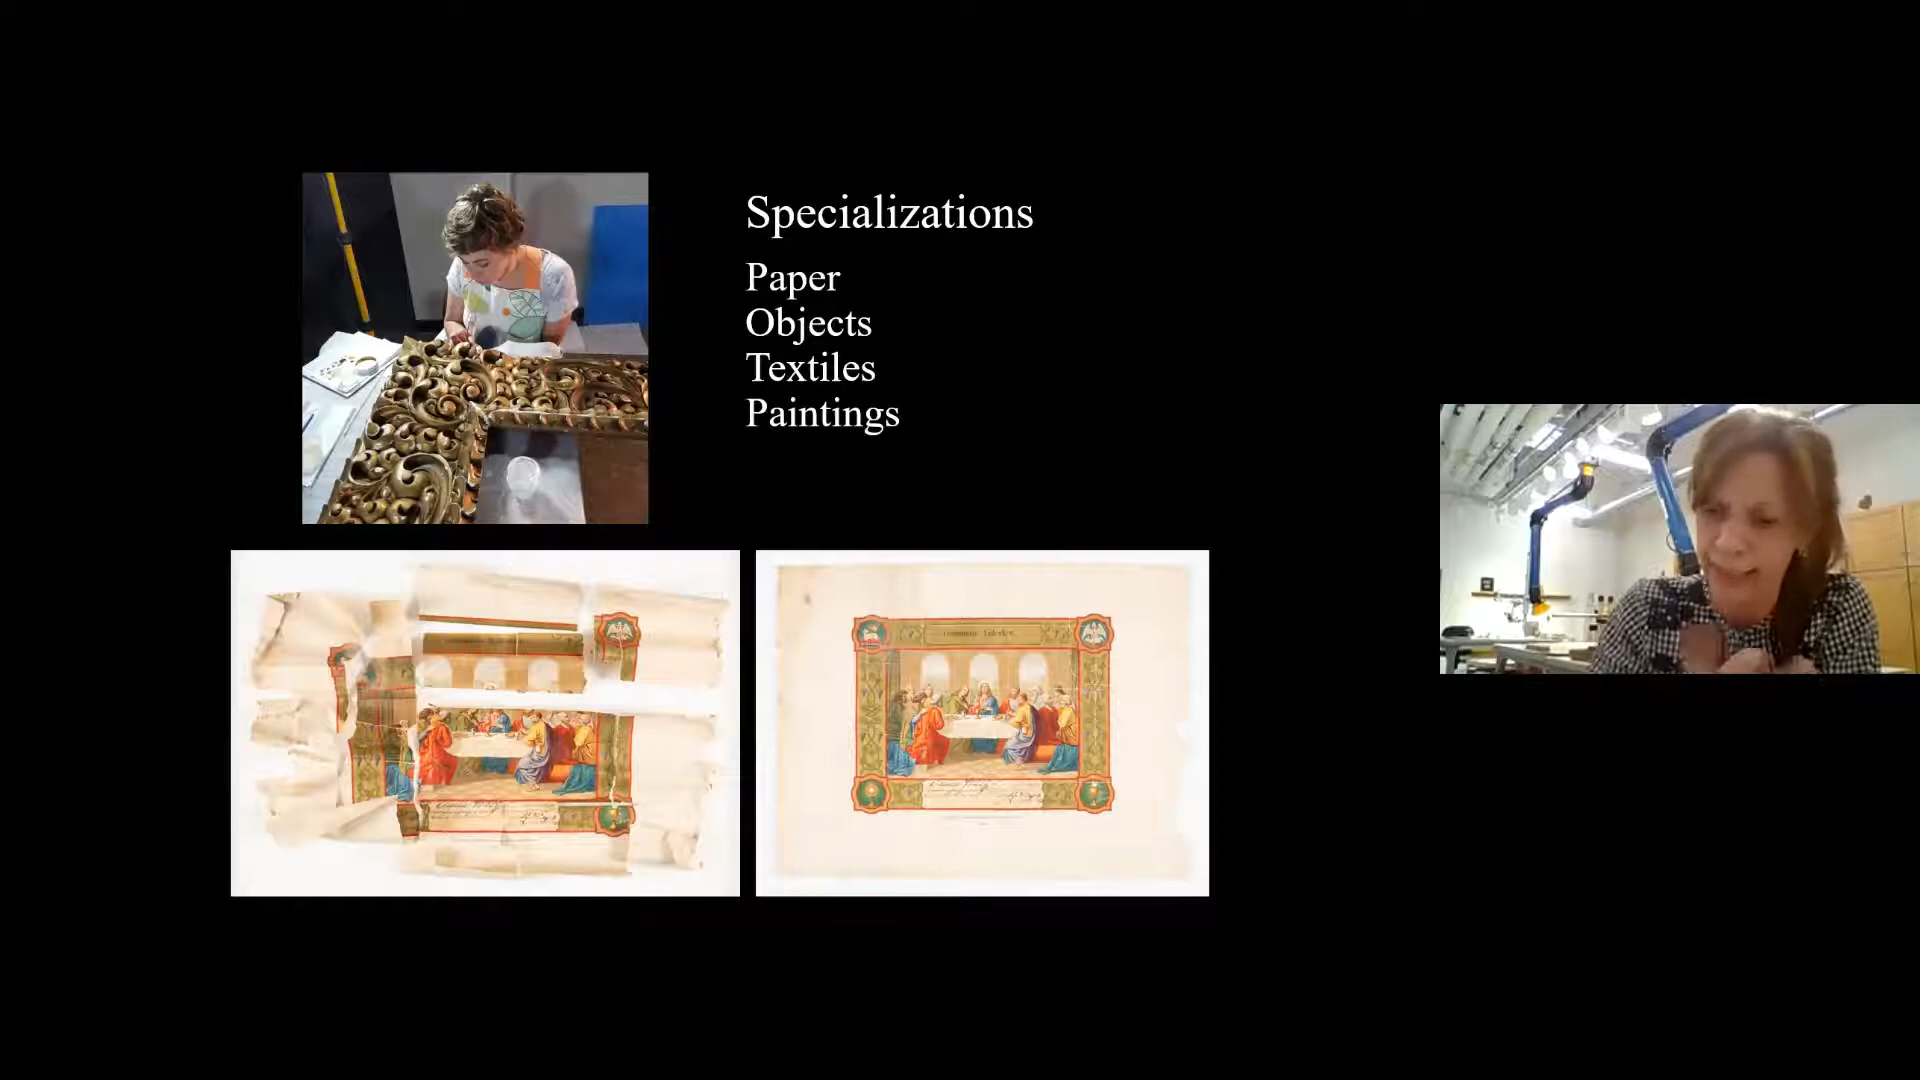 Specializations
Paper
Objects
Textiles
Paintings